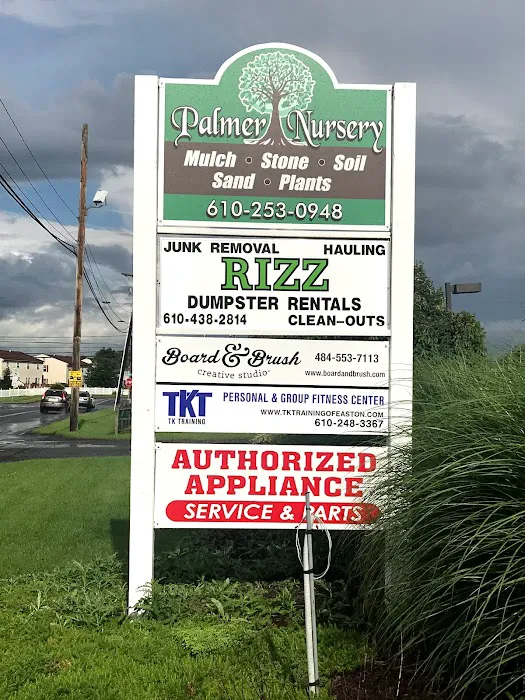 Palmer Nursery
Mulch • Stone • Soil
Sand • Plants
610-253-0948
JUNK REMOVAL HAULING
RIZZ
DUMPSTER RENTALS
610-438-2814 CLEAN-OUTS
Board & Brush 484-553-7113
creative studio www.boardandbrush.com
TKT PERSONAL & GROUP FITNESS CENTER
WWW.TKTRAININGOFEASTON.COM
TK TRAINING 610-248-3367
AUTHORIZED
APPLIANCE
SERVICE & PARTS